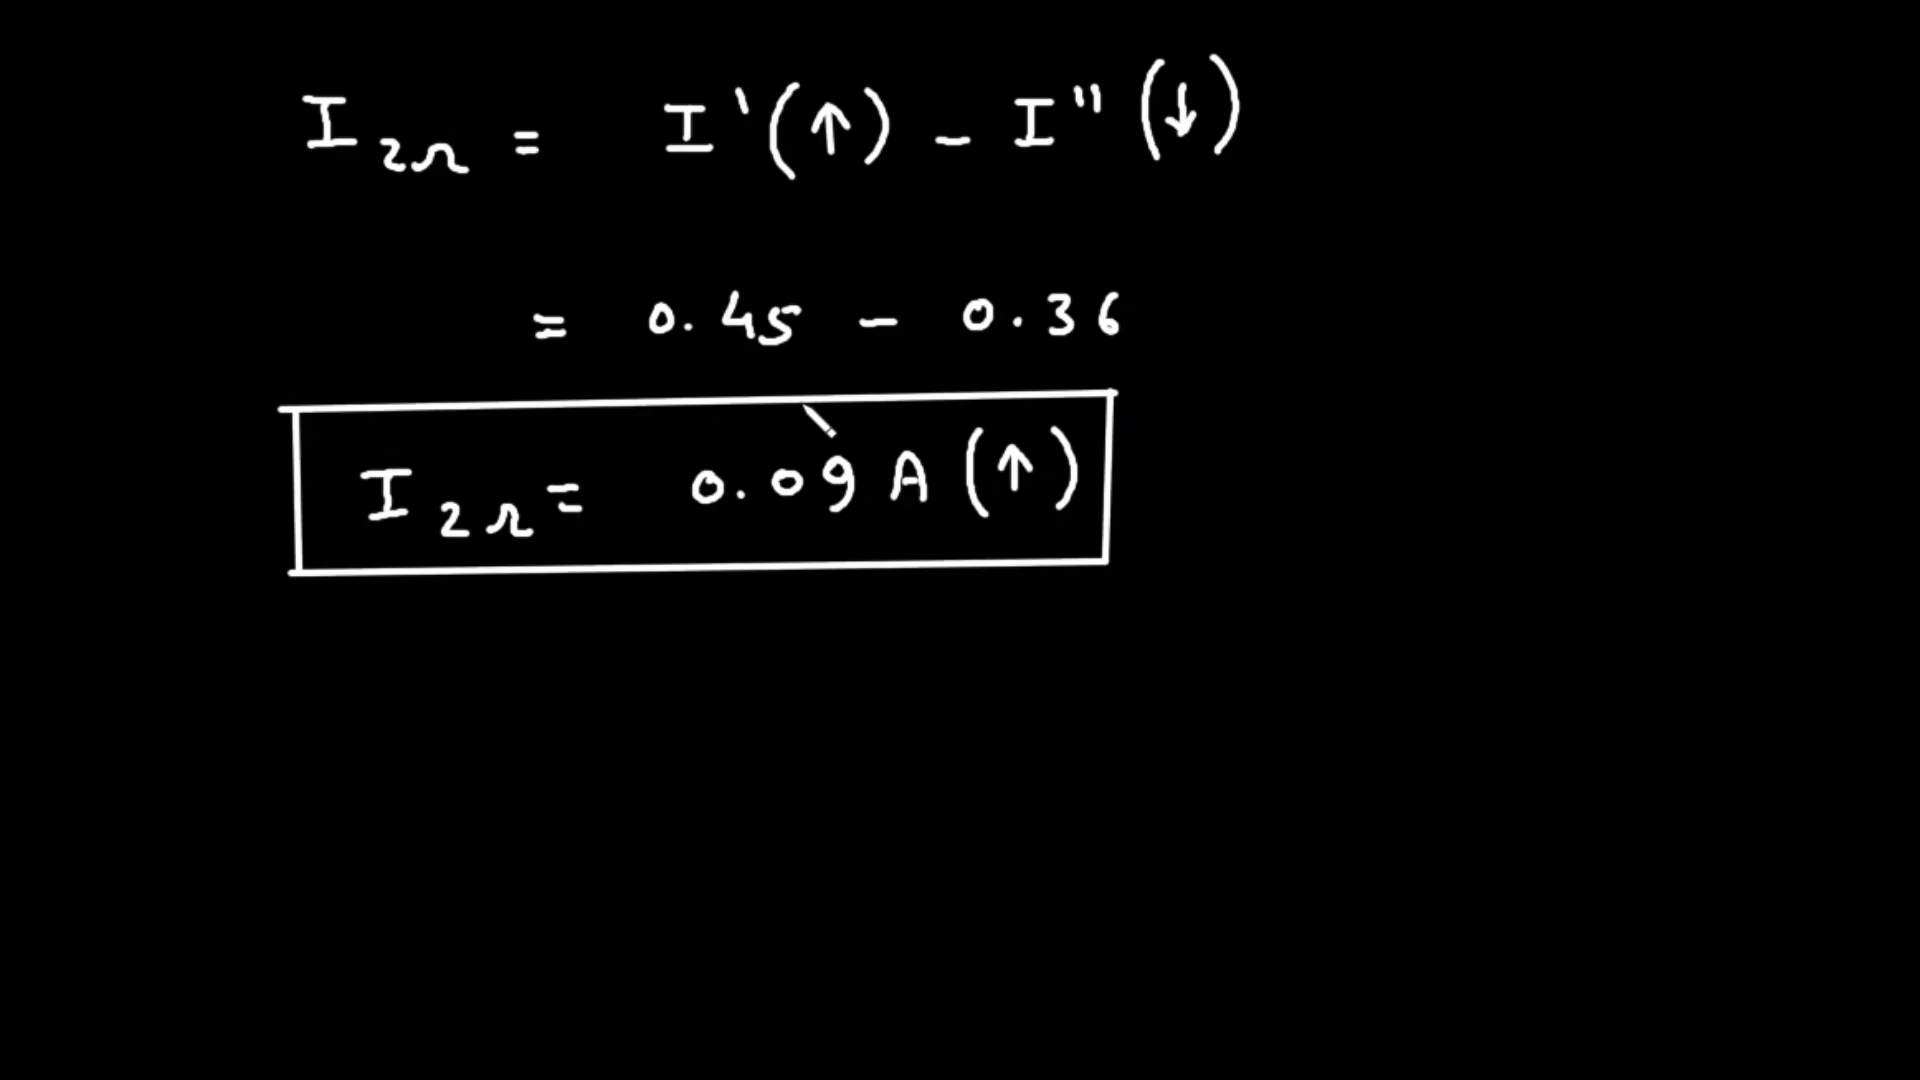 I₂Ω = I'(↑) - I"(↓)
= 0.45 - 0.36
I₂Ω = 0.09 A (↑)